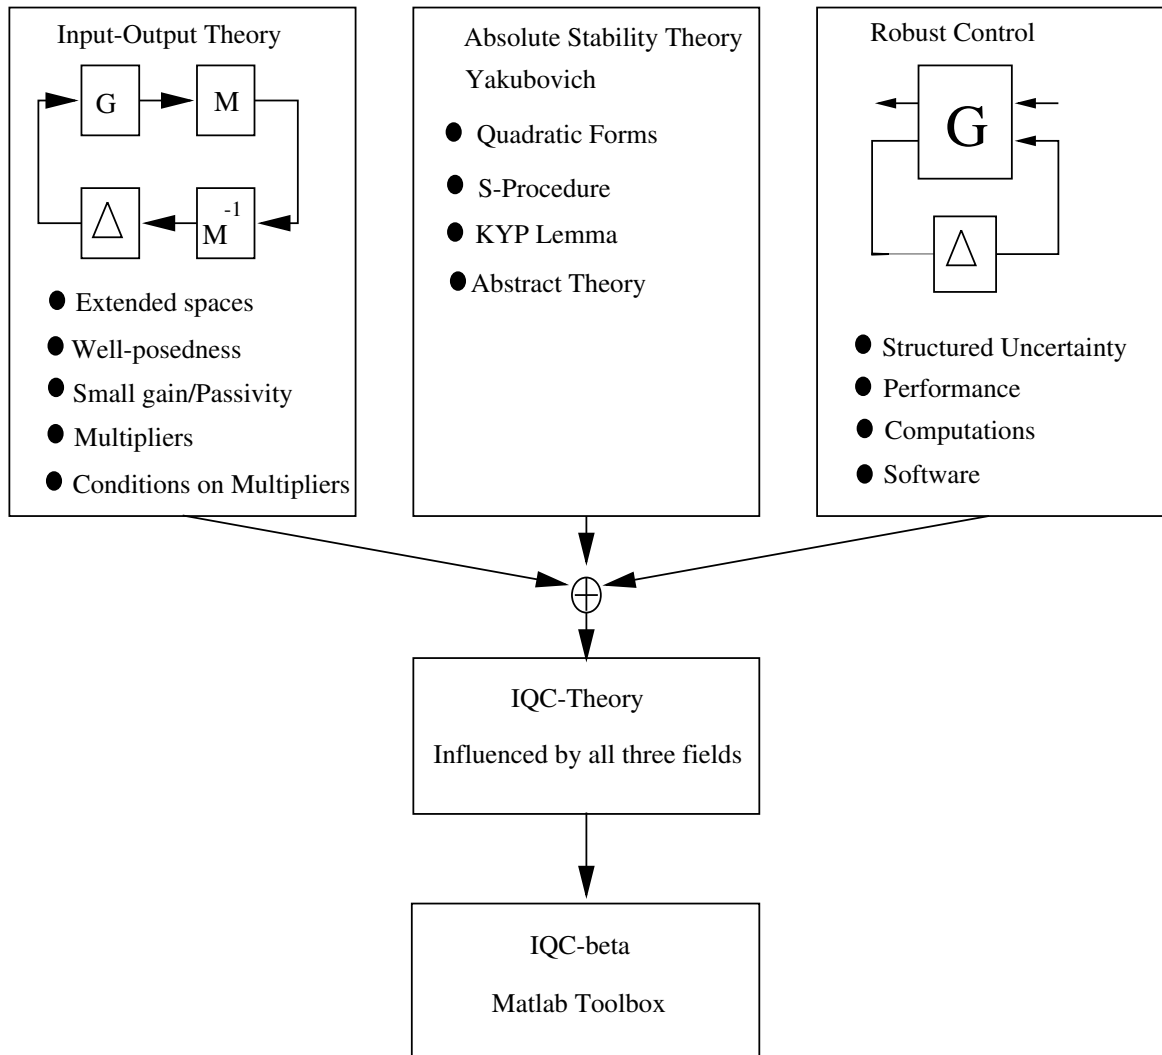 Input-Output Theory
G
M
Δ
M^-1
Extended spaces
Well-posedness
Small gain/Passivity
Multipliers
Conditions on Multipliers
Absolute Stability Theory
Yakubovich
Quadratic Forms
S-Procedure
KYP Lemma
Abstract Theory
Robust Control
G
Δ
Structured Uncertainty
Performance
Computations
Software
IQC-Theory
Influenced by all three fields
IQC-beta
Matlab Toolbox